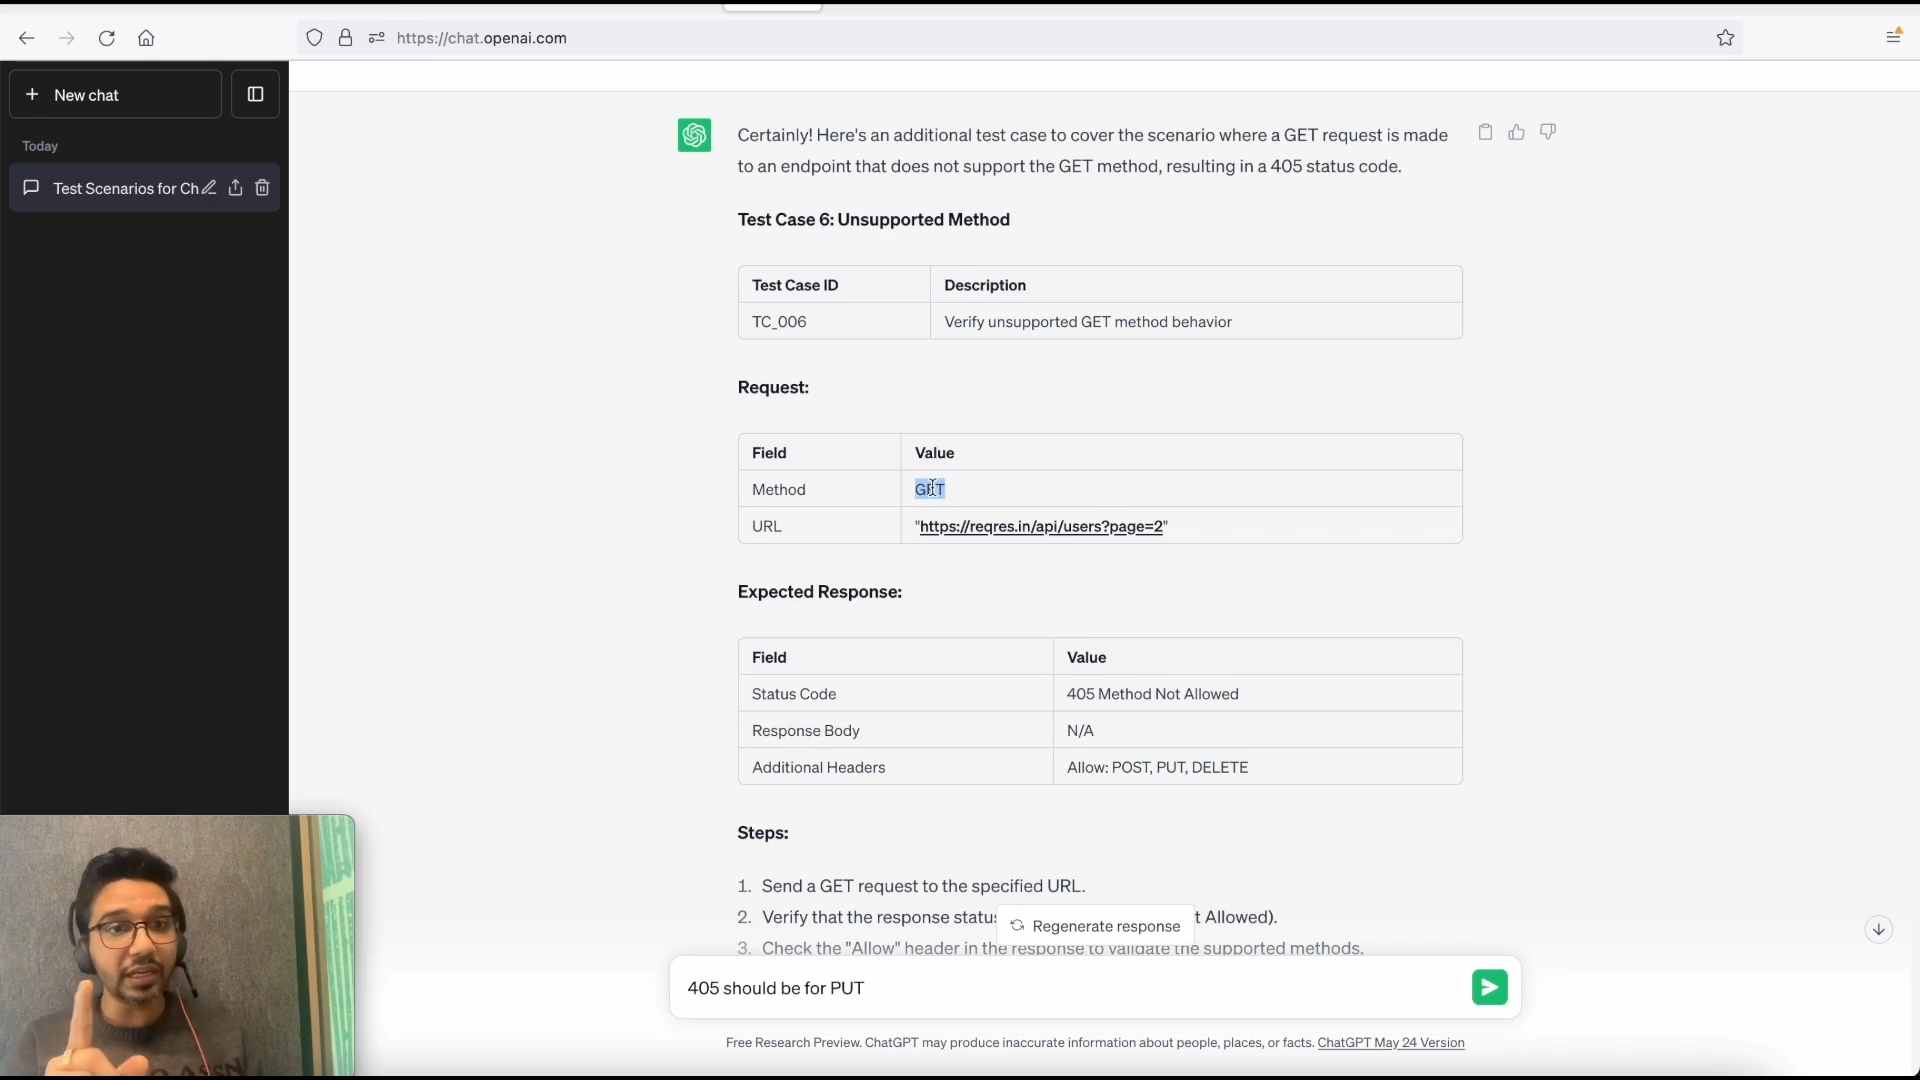 https://chat.openai.com
New chat
Today
Test Scenarios for Ch
Certainly! Here's an additional test case to cover the scenario where a GET request is made
to an endpoint that does not support the GET method, resulting in a 405 status code.
Test Case 6: Unsupported Method
Test Case ID Description
TC_006 Verify unsupported GET method behavior
Request:
Field Value
Method GET
URL "https://reqres.in/api/users?page=2"
Expected Response:
Field Value
Status Code 405 Method Not Allowed
Response Body N/A
Additional Headers Allow: POST, PUT, DELETE
Steps:
1. Send a GET request to the specified URL.
2. Verify that the response status t Allowed).
Regenerate response
3. Check the "Allow" header in the response to validate the supported methods.
405 should be for PUT
Free Research Preview. ChatGPT may produce inaccurate information about people, places, or facts. ChatGPT May 24 Version